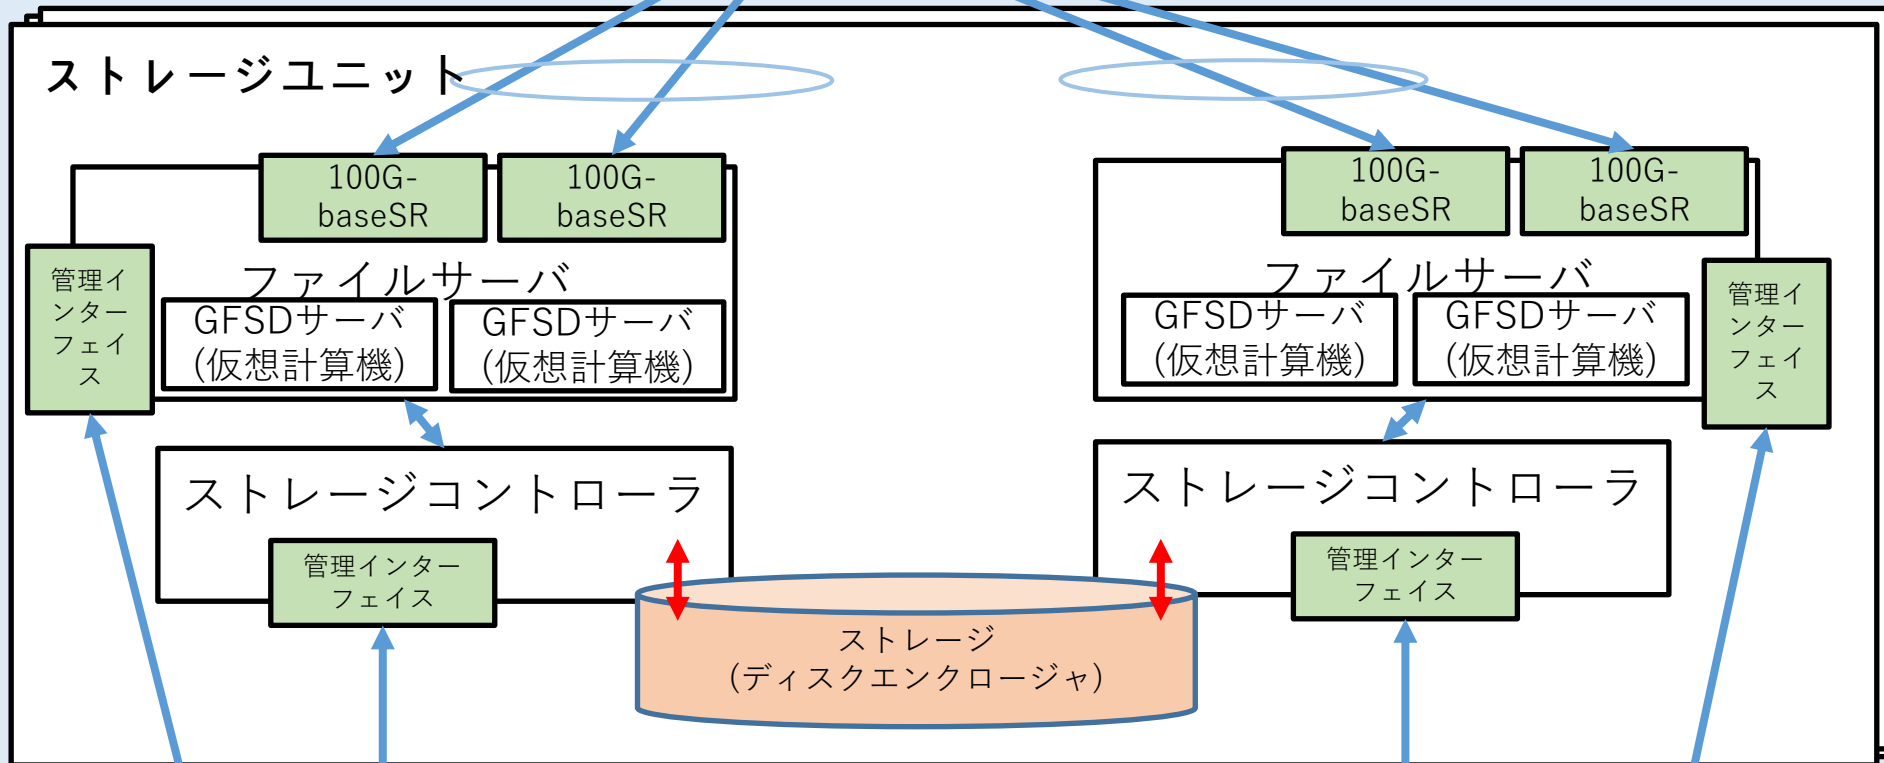 ストレージユニット
100G-
baseSR
100G-
baseSR
100G-
baseSR
100G-
baseSR
管理イ
ンター
フェイ
ス
ファイルサーバ
GFSDサーバ
(仮想計算機)
GFSDサーバ
(仮想計算機)
ファイルサーバ
GFSDサーバ
(仮想計算機)
GFSDサーバ
(仮想計算機)
管理イ
ンター
フェイ
ス
ストレージコントローラ
管理インター
フェイス
ストレージコントローラ
管理インター
フェイス
ストレージ
(ディスクエンクロージャ)